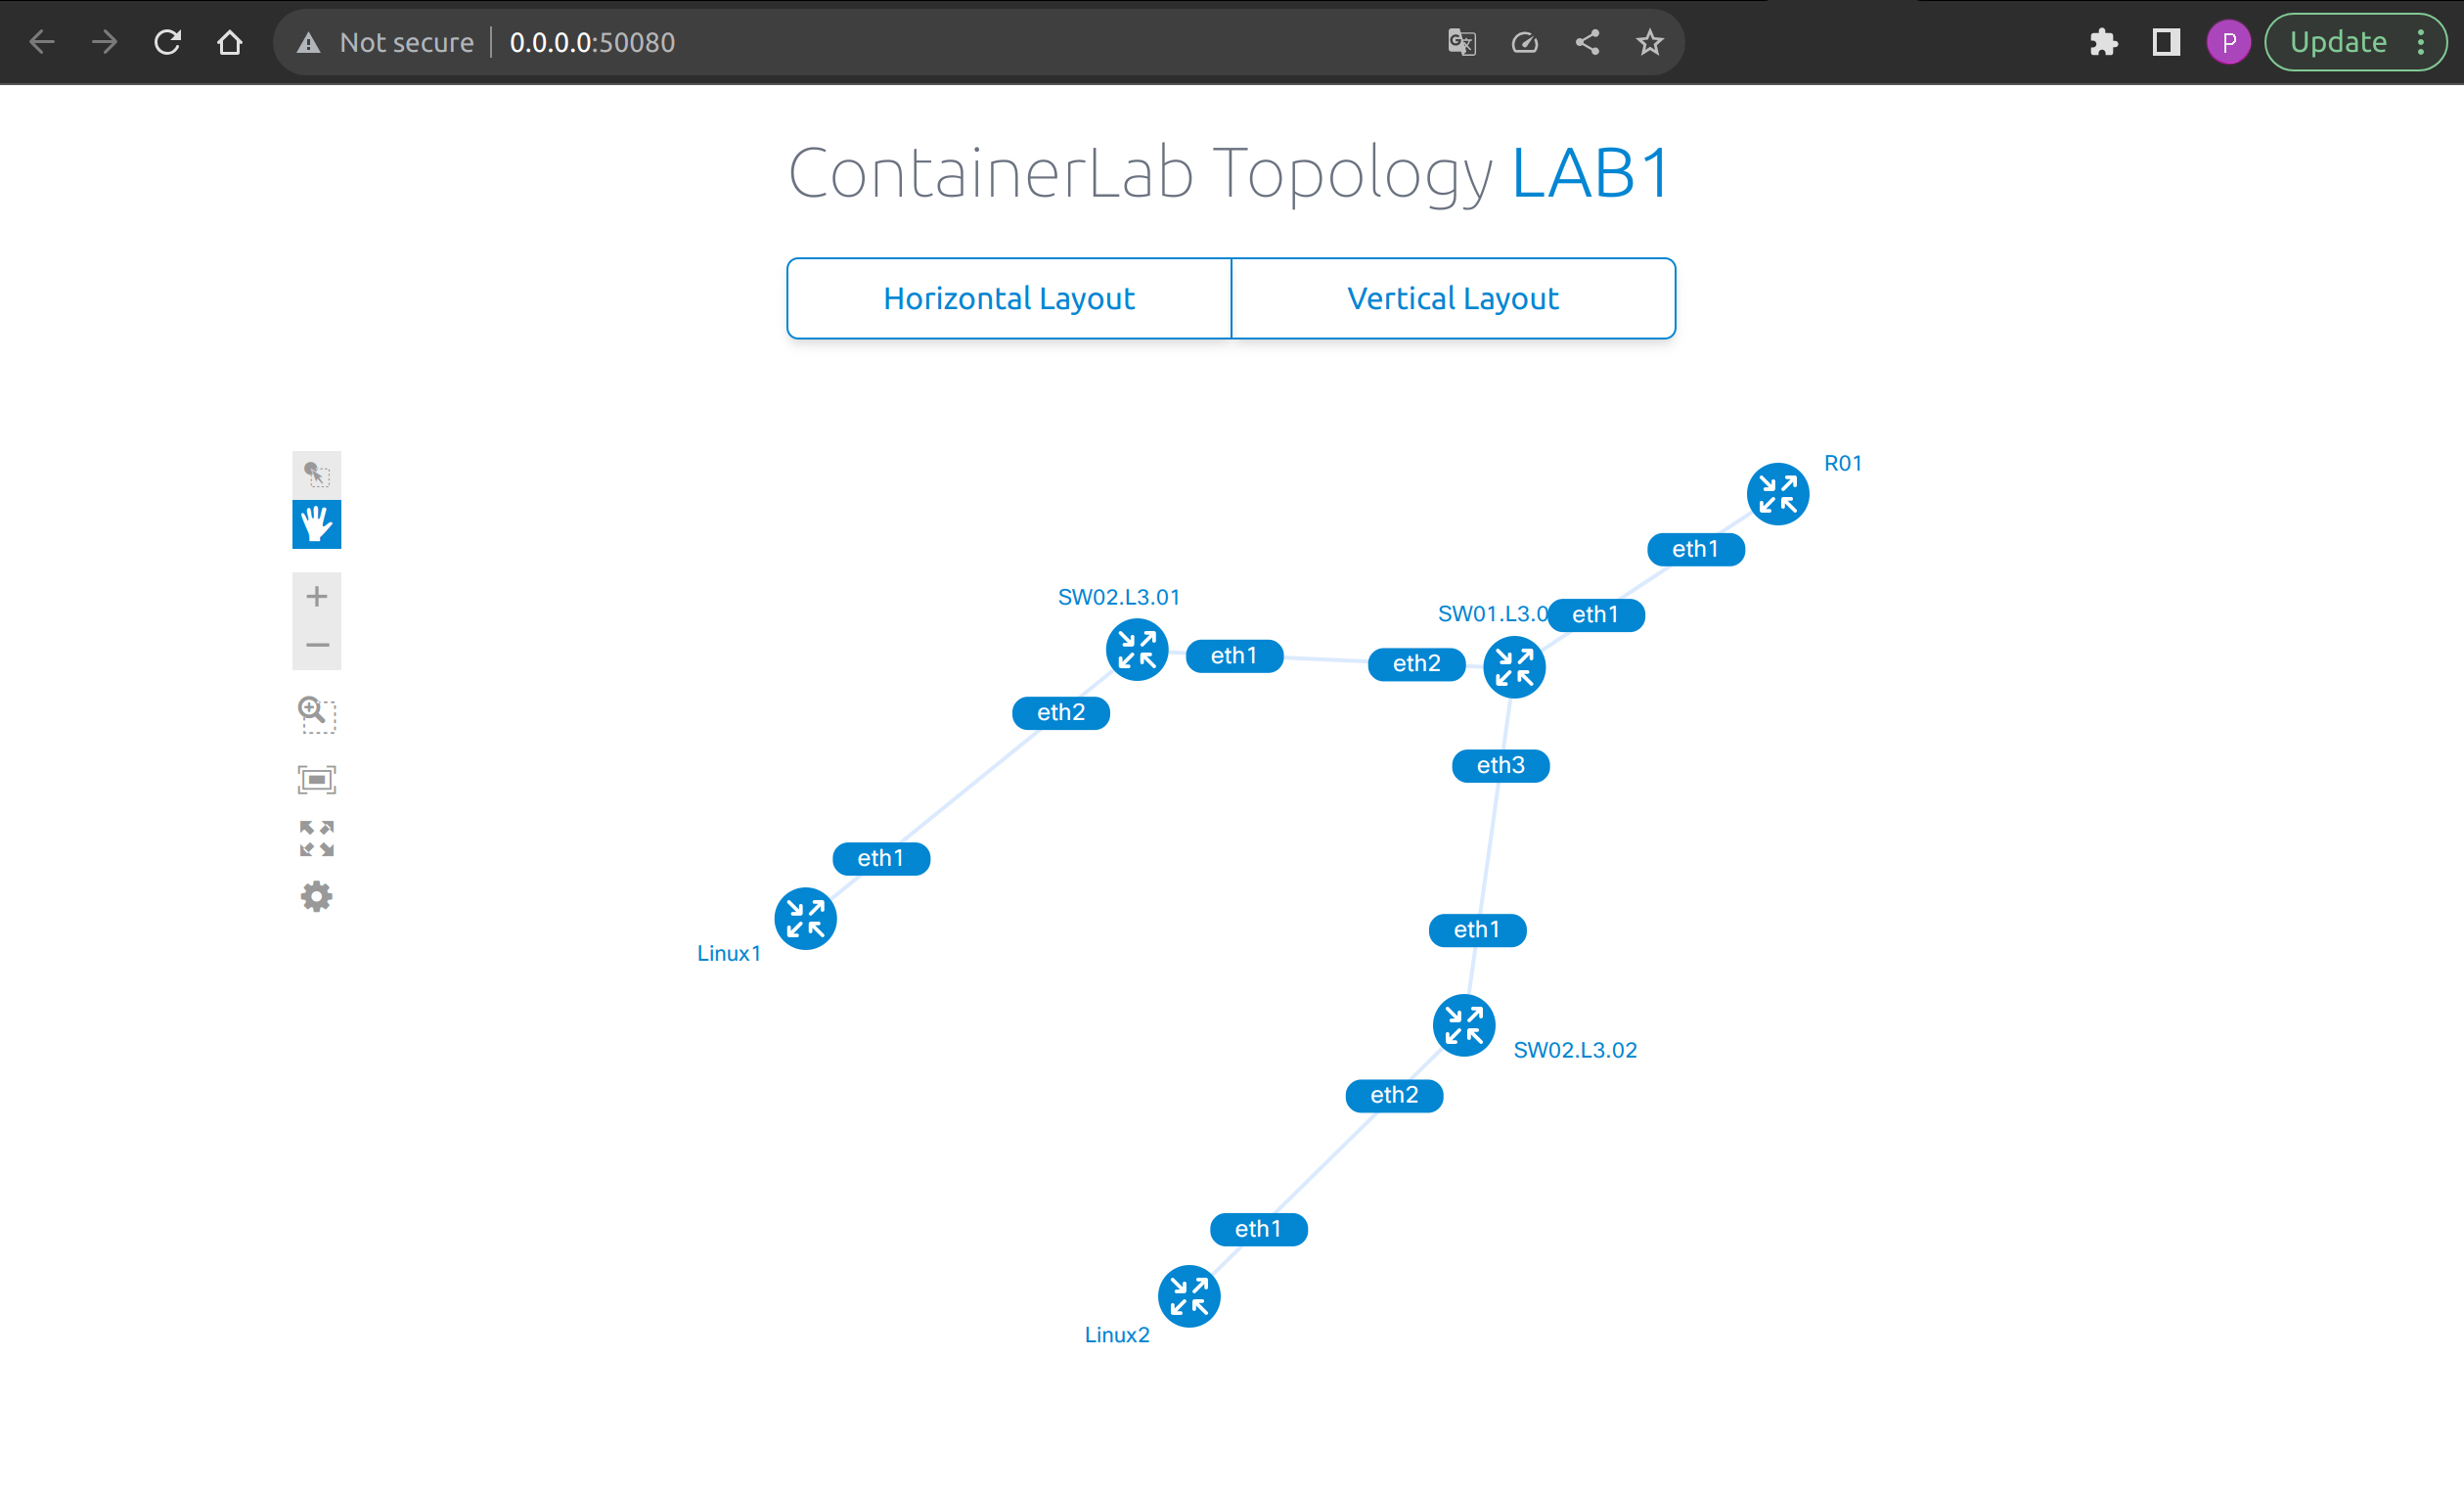 Not secure 0.0.0.0:50080 P Update
ContainerLab Topology LAB1
Horizontal Layout Vertical Layout
R01
eth1
SW02.L3.01
SW01.L3.0 eth1
eth1 eth2
eth2
eth3
eth1
eth1
Linux1
SW02.L3.02
eth2
eth1
Linux2